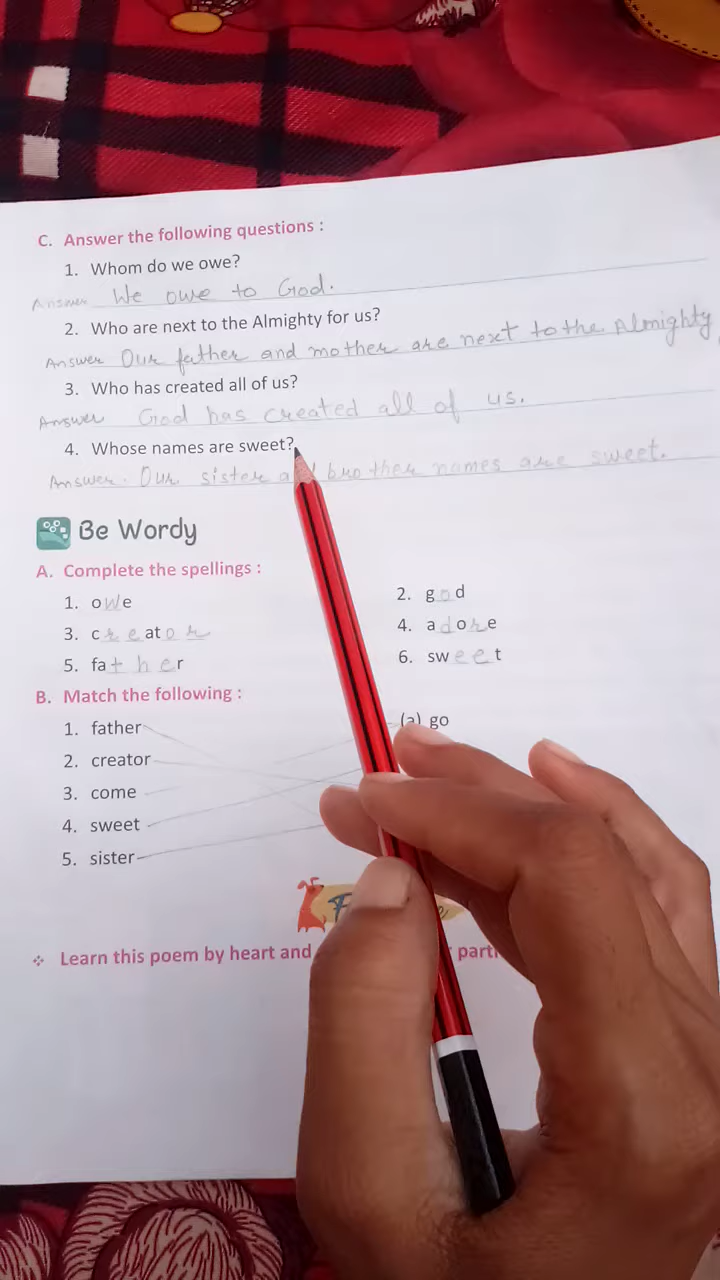 C. Answer the following questions :
1. Whom do we owe?
Answer We owe to God.
2. Who are next to the Almighty for us?
Answer Our father and mother are next to the Almighty
3. Who has created all of us?
Answer God has created all of us.
4. Whose names are sweet?
Answer. Our sister brother names are sweet.
Be Wordy
A. Complete the spellings :
1. owe 2. god
3. creator 4. adore
5. father 6. sweet
B. Match the following :
1. father (a) go
2. creator
3. come
4. sweet
5. sister
Learn this poem by heart and